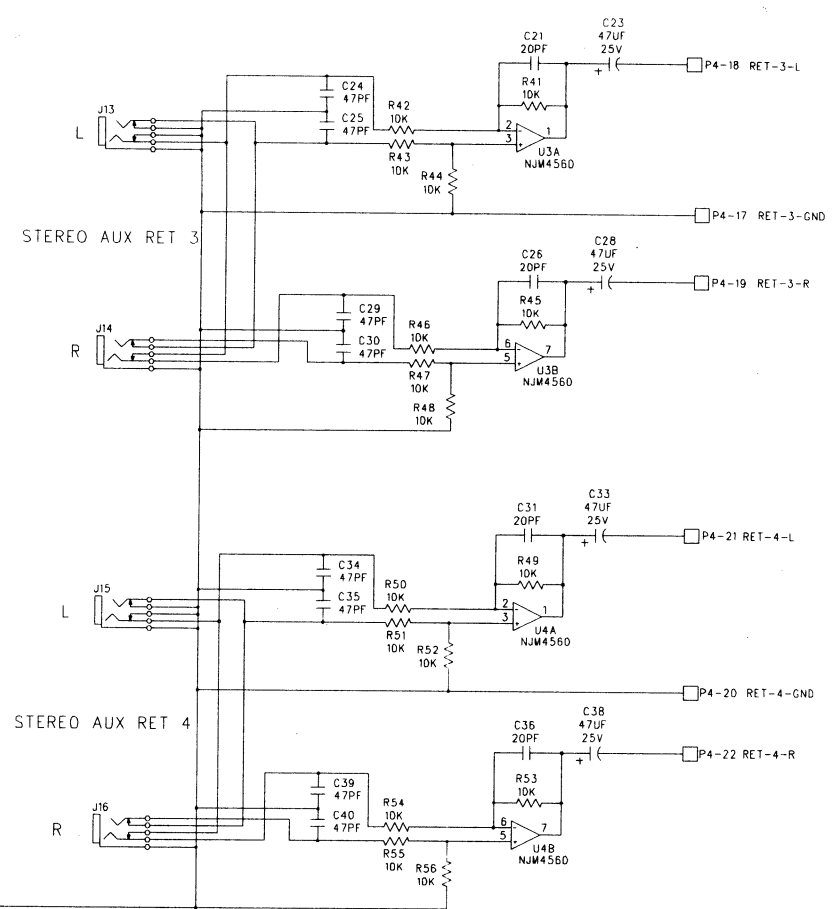 C21
20PF
C23
47UF
25V
+
P4-18 RET-3-L
C24
47PF
R41
10K
R42
10K
J13
L
C25
47PF
2
-
1
3
+
U3A
NJM4560
R43
10K
R44
10K
P4-17 RET-3-GND
STEREO AUX RET 3
C26
20PF
C28
47UF
25V
+
P4-19 RET-3-R
C29
47PF
R45
10K
R46
10K
J14
R
C30
47PF
6
-
7
5
+
U3B
NJM4560
R47
10K
R48
10K
C31
20PF
C33
47UF
25V
+
P4-21 RET-4-L
C34
47PF
R49
10K
R50
10K
J15
L
C35
47PF
2
-
1
3
+
U4A
NJM4560
R51
10K
R52
10K
P4-20 RET-4-GND
STEREO AUX RET 4
C36
20PF
C38
47UF
25V
+
P4-22 RET-4-R
C39
47PF
R53
10K
R54
10K
J16
R
C40
47PF
6
-
7
5
+
U4B
NJM4560
R55
10K
R56
10K